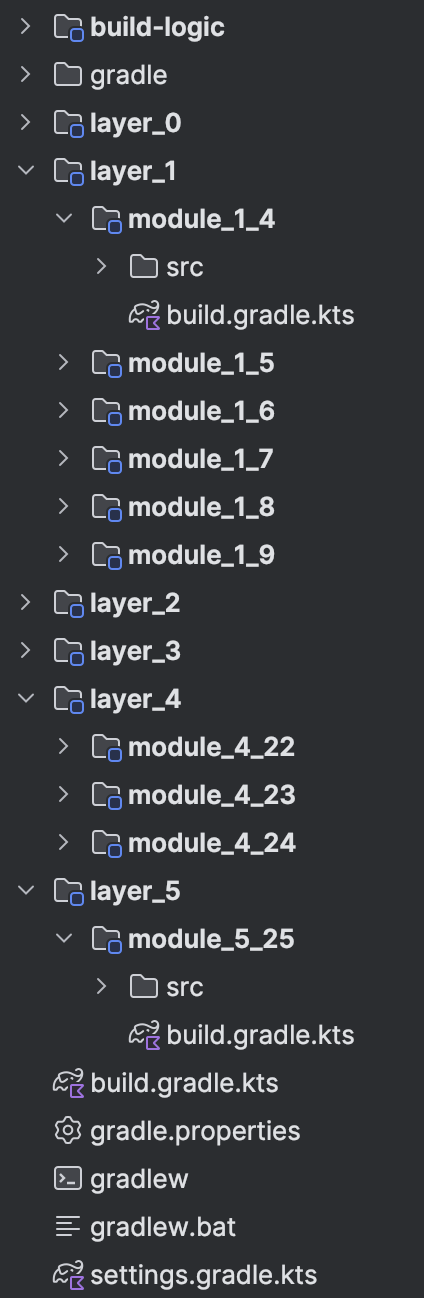 build-logic
gradle
layer_0
layer_1
module_1_4
src
build.gradle.kts
module_1_5
module_1_6
module_1_7
module_1_8
module_1_9
layer_2
layer_3
layer_4
module_4_22
module_4_23
module_4_24
layer_5
module_5_25
src
build.gradle.kts
build.gradle.kts
gradle.properties
gradlew
gradlew.bat
settings.gradle.kts